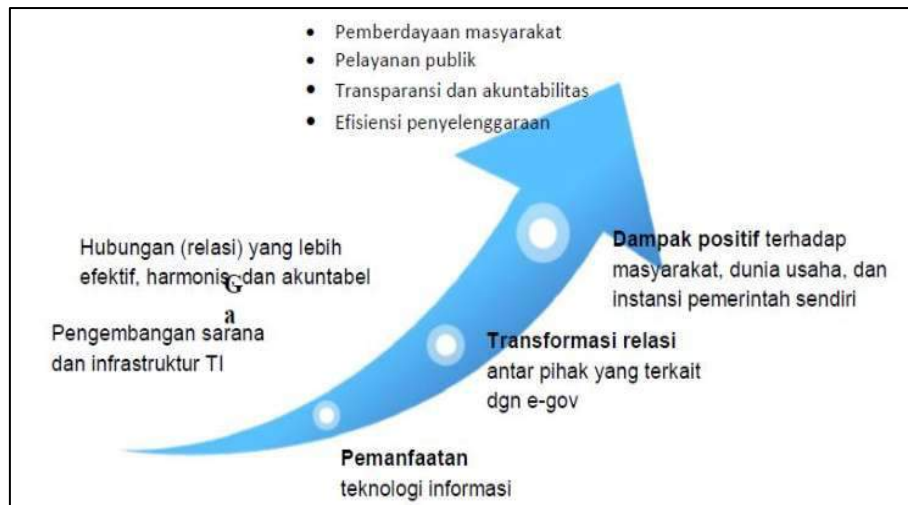 • Pemberdayaan masyarakat
• Pelayanan publik
• Transparansi dan akuntabilitas
• Efisiensi penyelenggaraan
Hubungan (relasi) yang lebih
efektif, harmonis, dan akuntabel
G
a
Pengembangan sarana
dan infrastruktur TI
Dampak positif terhadap
masyarakat, dunia usaha, dan
instansi pemerintah sendiri
Transformasi relasi
antar pihak yang terkait
dgn e-gov
Pemanfaatan
teknologi informasi